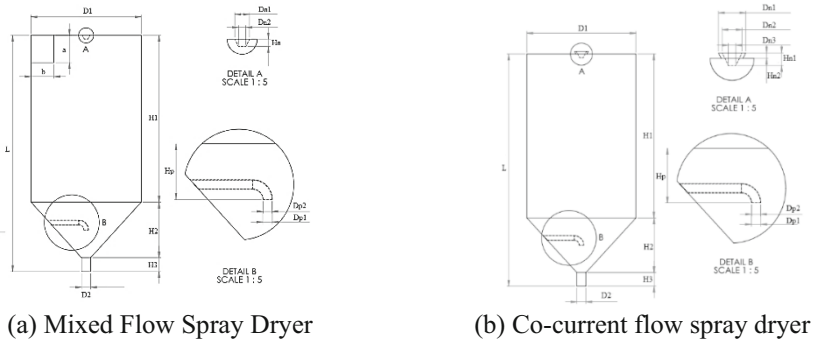 D1
Dn1
Dn2
Hn
A
a
b
DETAIL A
SCALE 1 : 5
L
H1
Hp
Dp2
Dp1
B
H2
H3
D2
DETAIL B
SCALE 1 : 5
(a) Mixed Flow Spray Dryer
Dn1
Dn2
Dn3
D1
Hn1
Hn2
A
DETAIL A
SCALE 1 : 5
H1
Hp
Dp2
Dp1
B
H2
H3
D2
DETAIL B
SCALE 1 : 5
(b) Co-current flow spray dryer